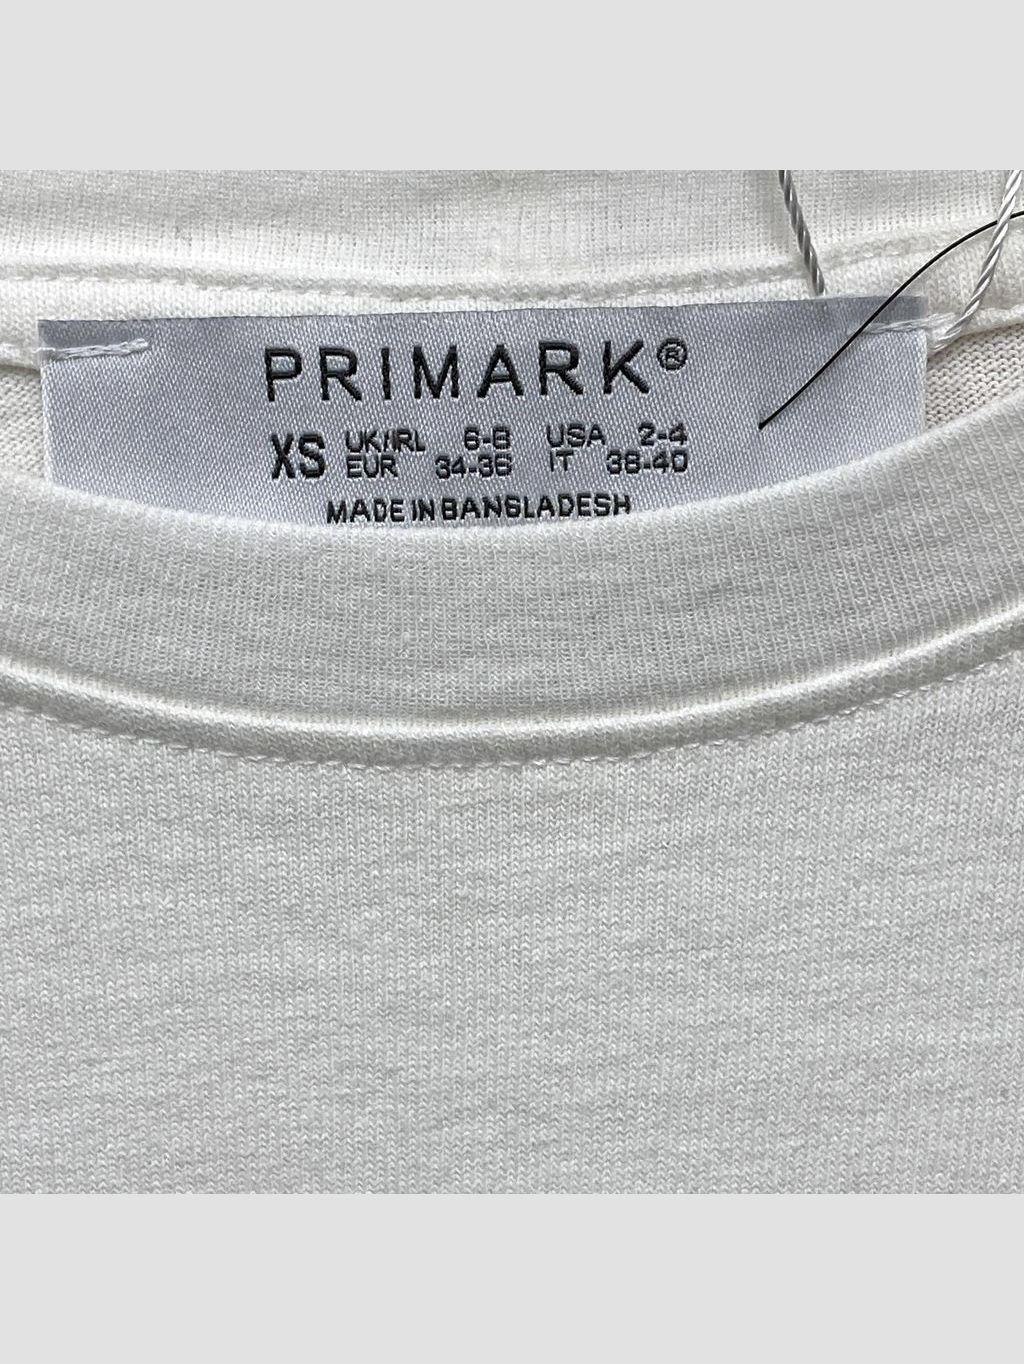 PRIMARK®
XS UK/IRL 6-8 USA 2-4
EUR 34-36 IT 38-40
MADE IN BANGLADESH